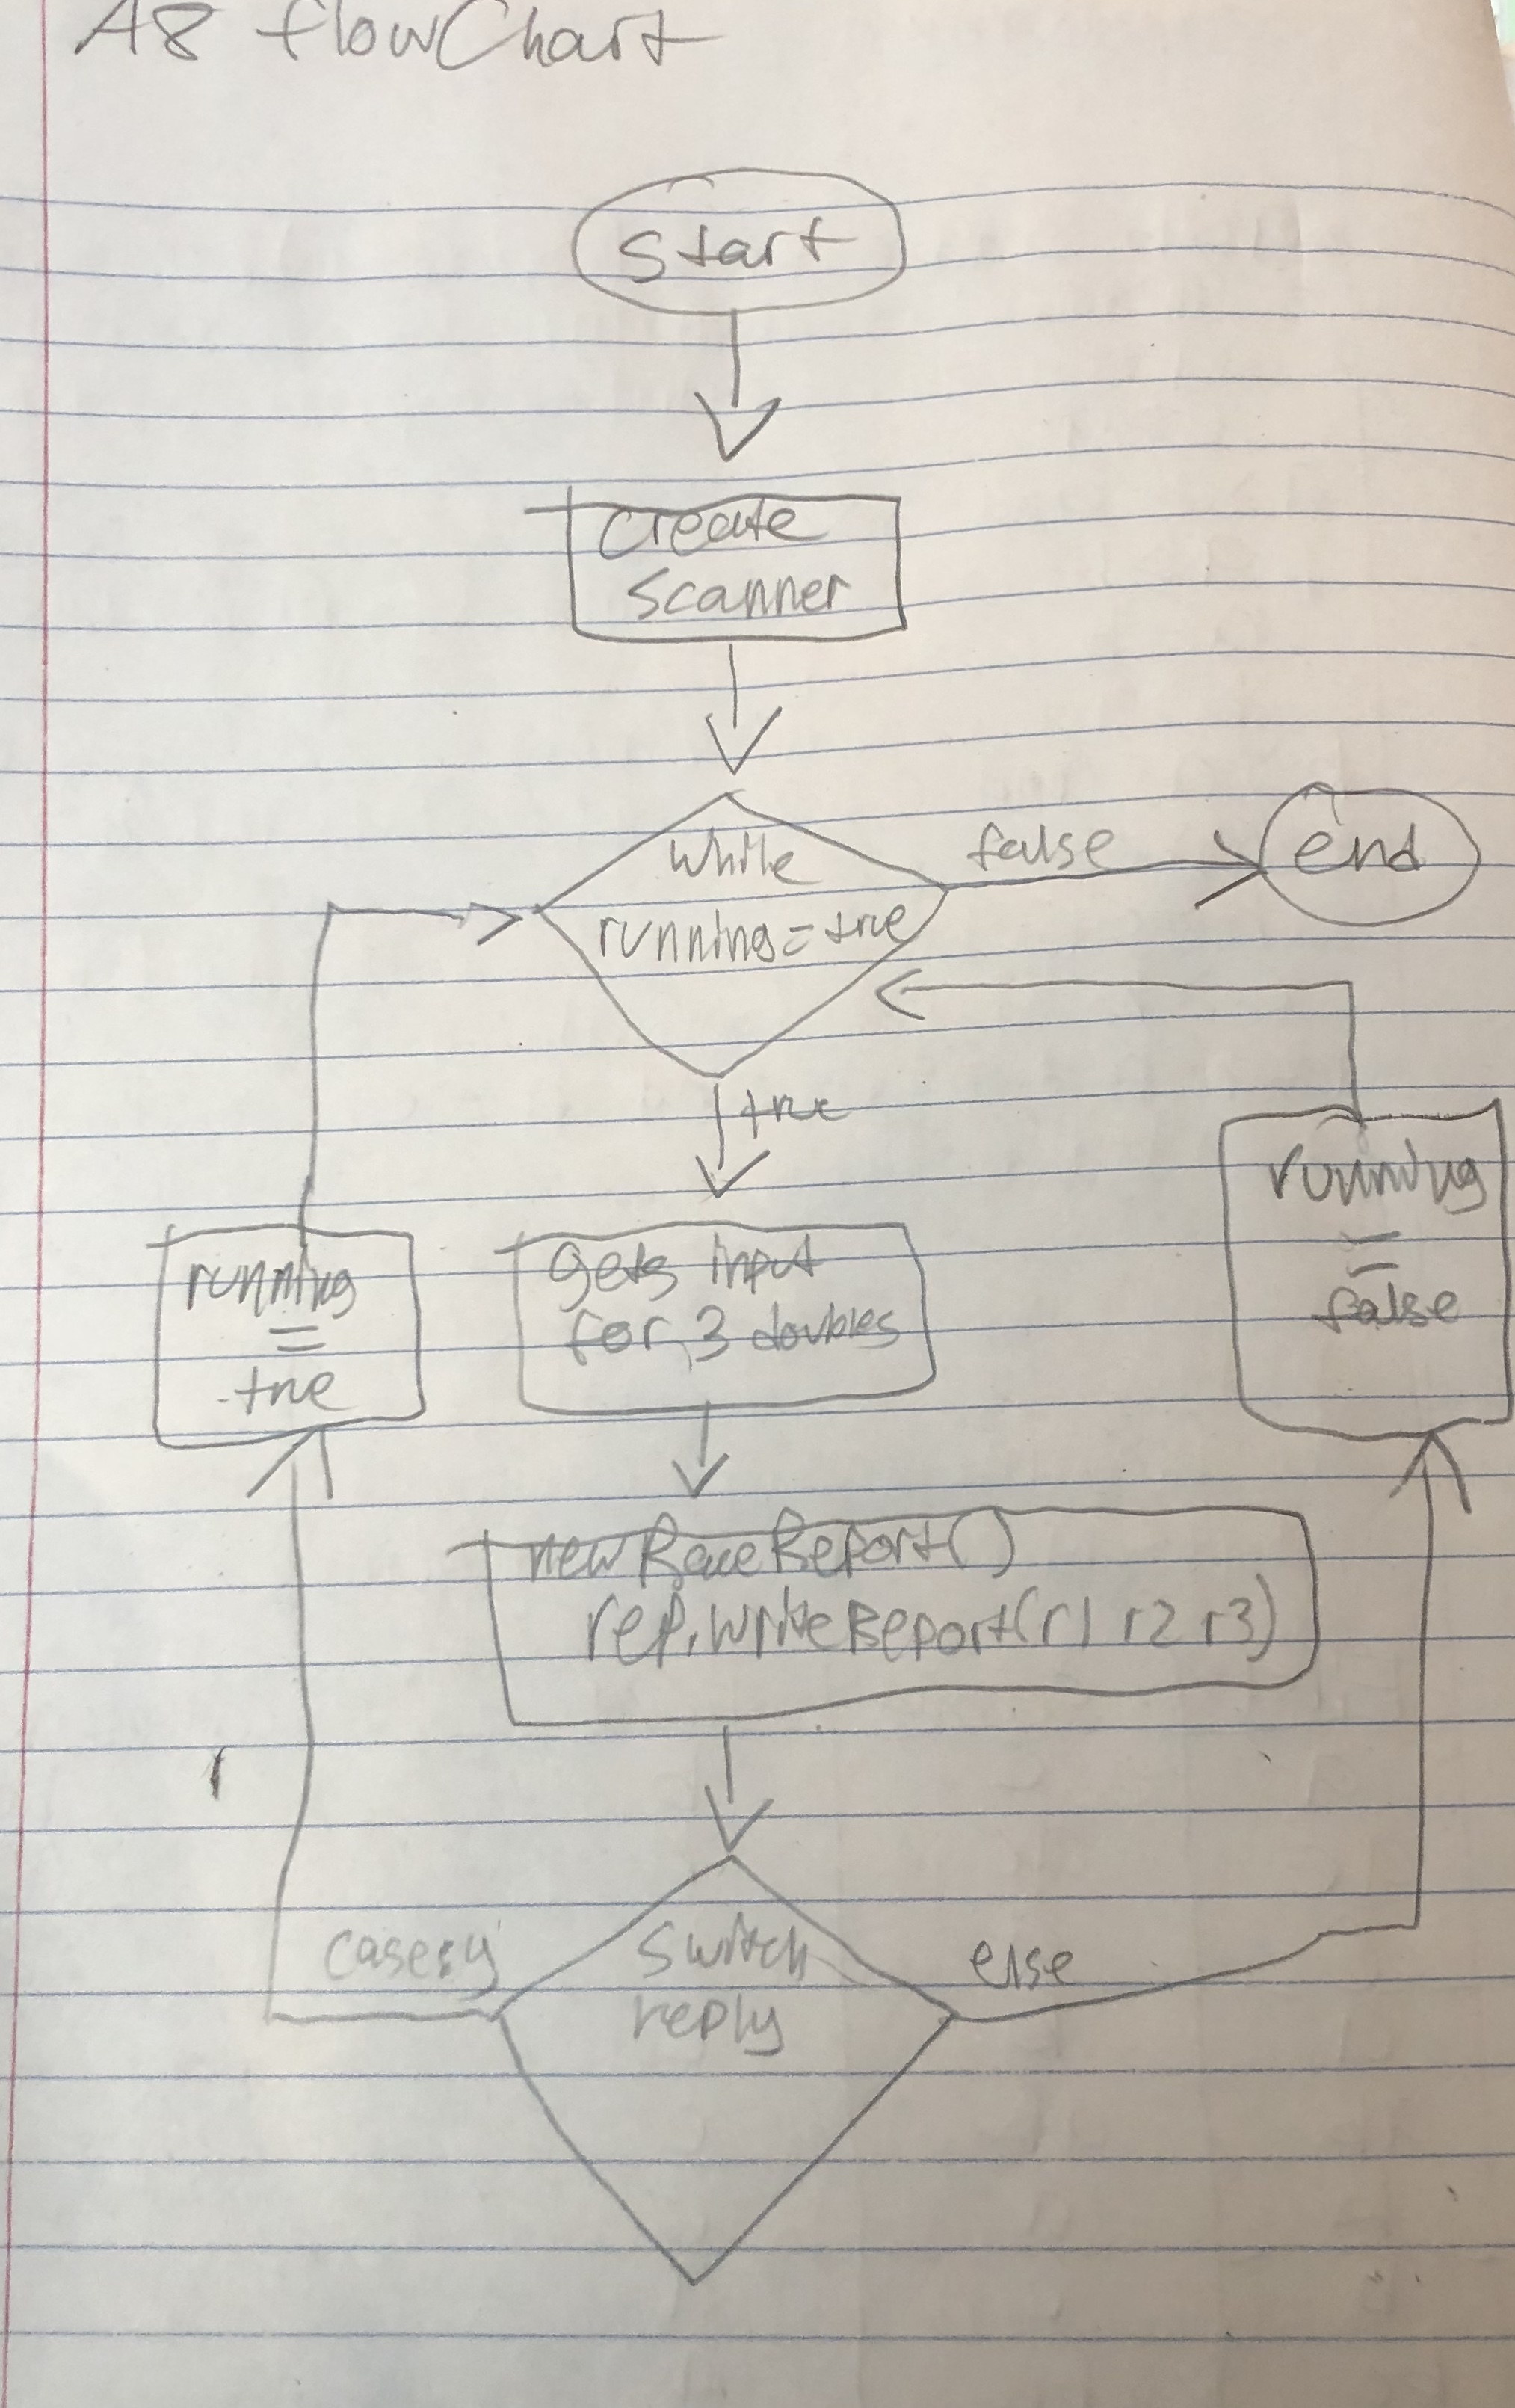 A8 flowChart
start
create
scanner
while
running=true
false
end
true
running
=
true
gets input
for 3 doubles
running
=
false
new RaceReport()
rep.writeReport(r1 r2 r3)
case:y
switch
reply
else